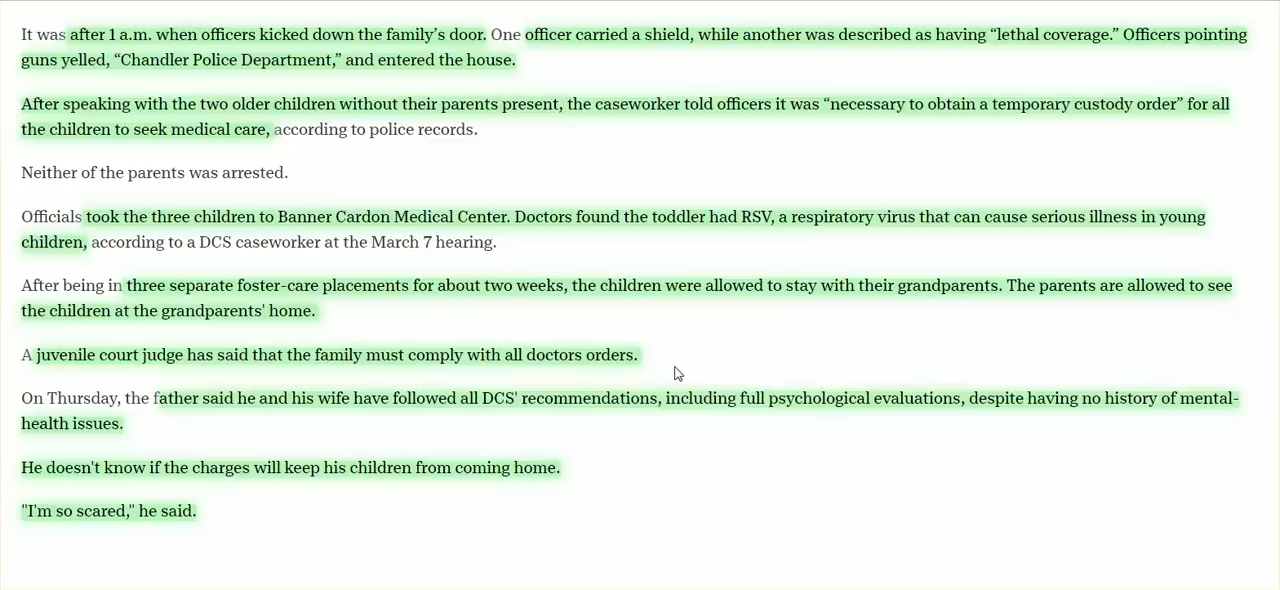 It was after 1 a.m. when officers kicked down the family’s door. One officer carried a shield, while another was described as having “lethal coverage.” Officers pointing
guns yelled, “Chandler Police Department,” and entered the house.
After speaking with the two older children without their parents present, the caseworker told officers it was “necessary to obtain a temporary custody order” for all
the children to seek medical care, according to police records.
Neither of the parents was arrested.
Officials took the three children to Banner Cardon Medical Center. Doctors found the toddler had RSV, a respiratory virus that can cause serious illness in young
children, according to a DCS caseworker at the March 7 hearing.
After being in three separate foster-care placements for about two weeks, the children were allowed to stay with their grandparents. The parents are allowed to see
the children at the grandparents' home.
A juvenile court judge has said that the family must comply with all doctors orders.
On Thursday, the father said he and his wife have followed all DCS' recommendations, including full psychological evaluations, despite having no history of mental-
health issues.
He doesn't know if the charges will keep his children from coming home.
"I'm so scared," he said.